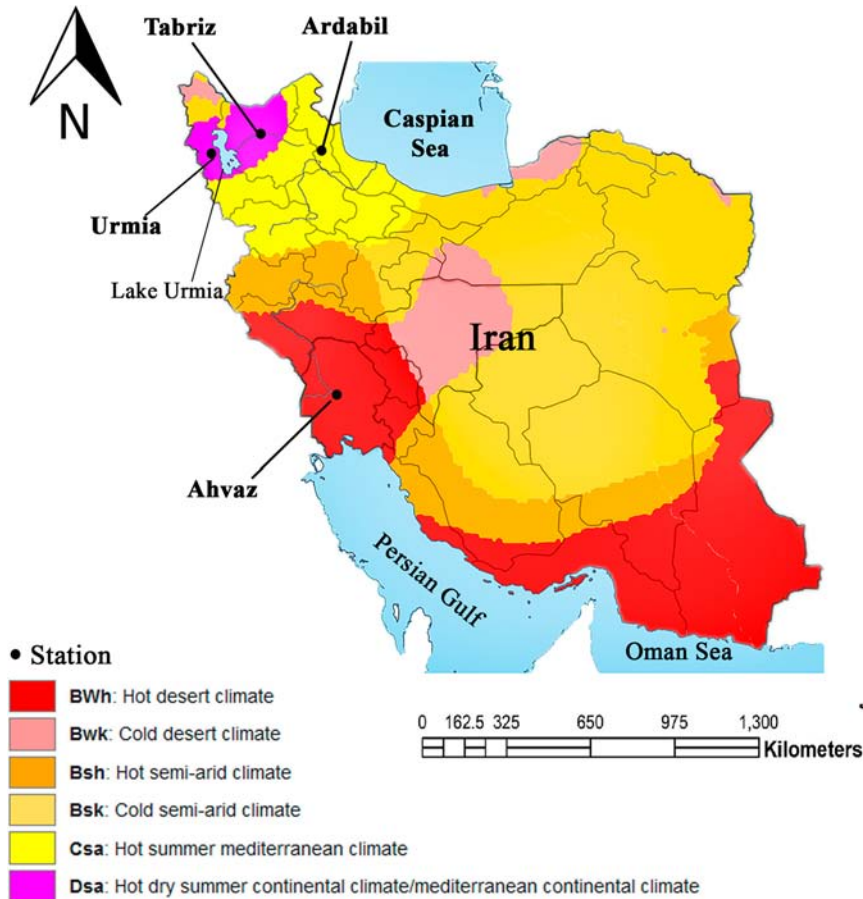 Tabriz
Ardabil
N
Caspian
Sea
Urmia
Lake Urmia
Iran
Ahvaz
Persian Gulf
Oman Sea
• Station
BWh: Hot desert climate
Bwk: Cold desert climate
Bsh: Hot semi-arid climate
Bsk: Cold semi-arid climate
Csa: Hot summer mediterranean climate
Dsa: Hot dry summer continental climate/mediterranean continental climate
0 162.5 325 650 975 1,300
Kilometers